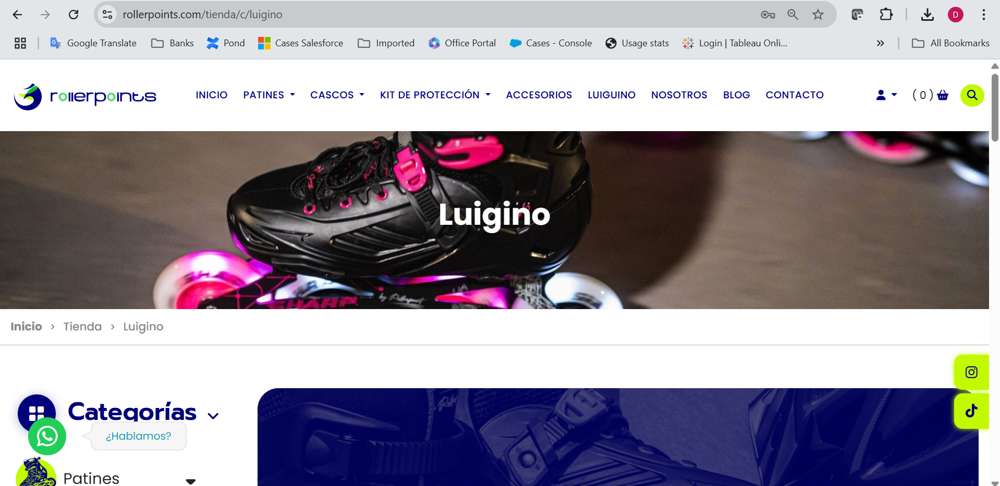 rollerpoints.com/tienda/c/luigino
D
Google Translate
Banks
Pond
Cases Salesforce
Imported
Office Portal
Cases - Console
Usage stats
Login | Tableau Onli...
»
All Bookmarks
rollerpoints
INICIO
PATINES
CASCOS
KIT DE PROTECCIÓN
ACCESORIOS
LUIGUINO
NOSOTROS
BLOG
CONTACTO
( 0 )
Luigino
by Rollerpoint
Inicio > Tienda > Luigino
Categorías
¿Hablamos?
Patines